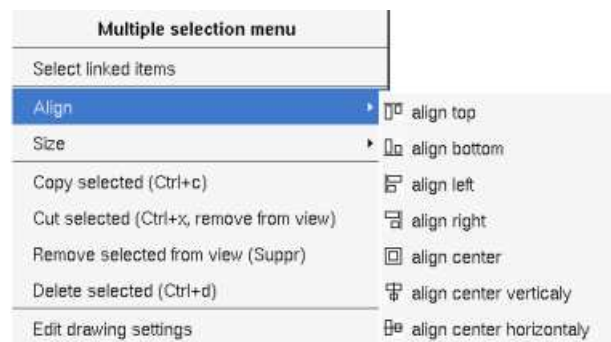 Multiple selection menu
Select linked items
Align
Size
Copy selected (Ctrl+c)
Cut selected (Ctrl+x, remove from view)
Remove selected from view (Suppr)
Delete selected (Ctrl+d)
Edit drawing settings
align top
align bottom
align left
align right
align center
align center verticaly
align center horizontaly